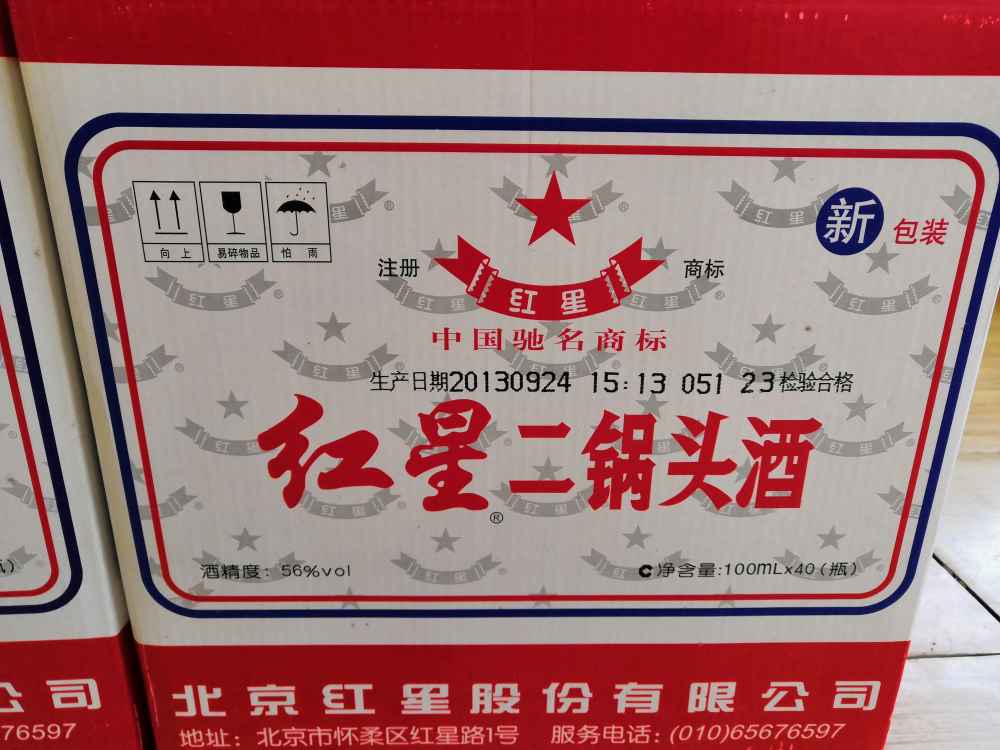 向上
易碎物品
怕雨
新包装
注册
商标
红星
中国驰名商标
生产日期20130924 15:13 051 23检验合格
红星二锅头酒
®
酒精度: 56%vol
C净含量:100mL×40(瓶)
北京红星股份有限公司
地址: 北京市怀柔区红星路1号 服务电话: (010)65676597
公司
76597